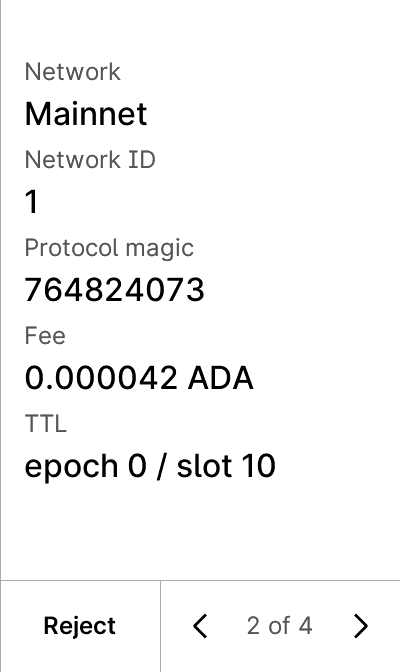 Network
Mainnet
Network ID
1
Protocol magic
764824073
Fee
0.000042 ADA
TTL
epoch 0 / slot 10
Reject
2 of 4